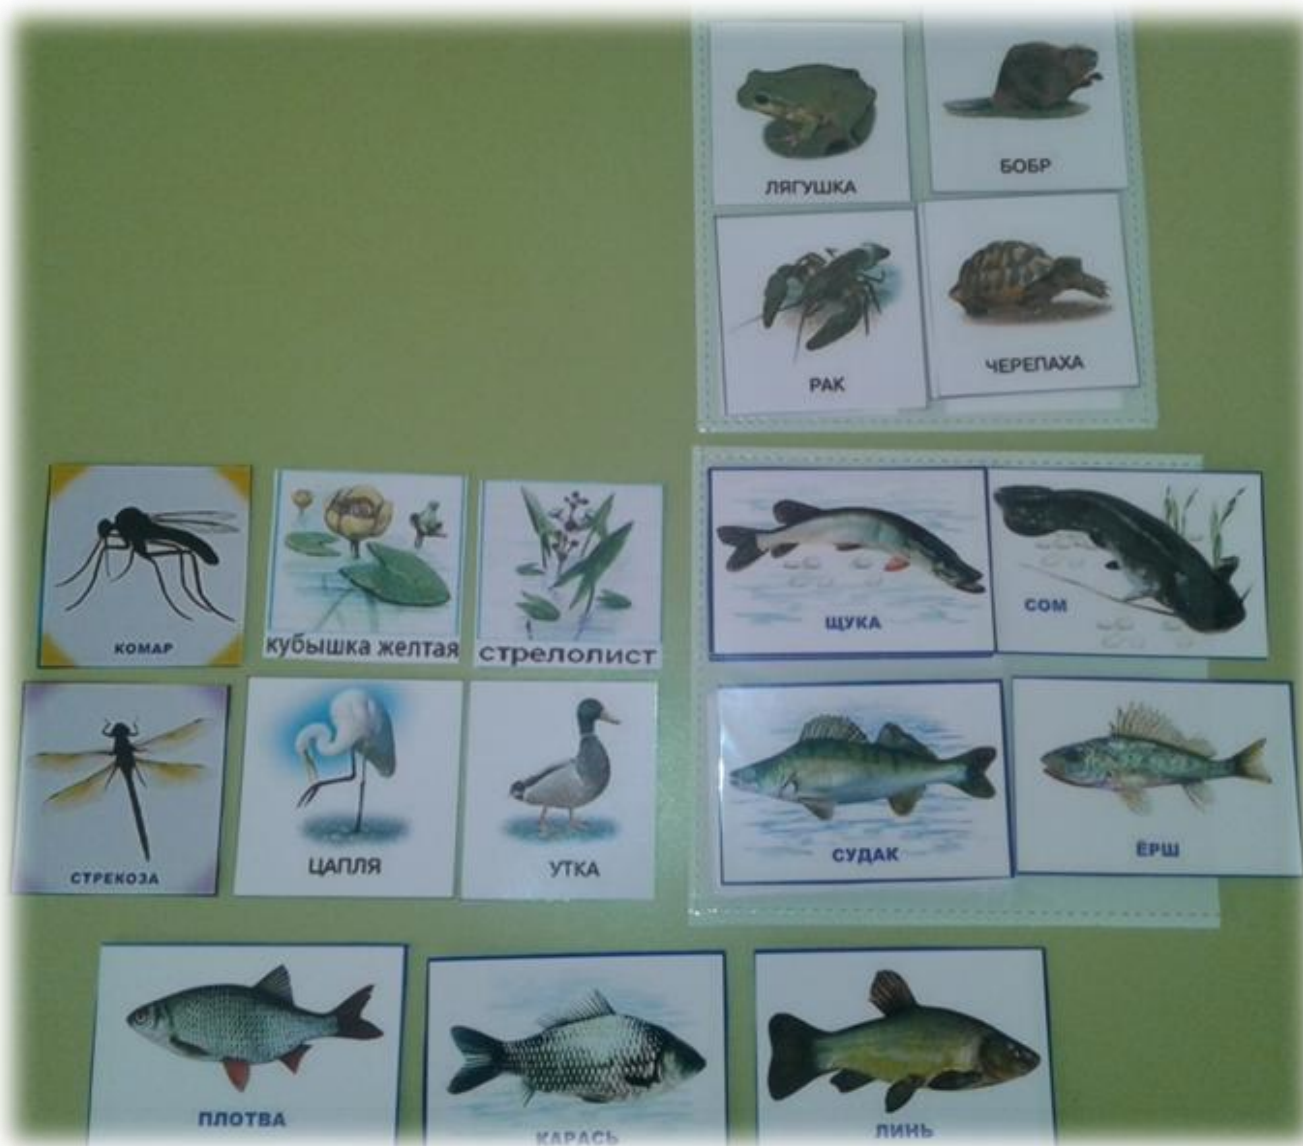 ЛЯГУШКА
БОБР
РАК
ЧЕРЕПАХА
КОМАР
кубышка желтая
стрелолист
ЩУКА
СОМ
СТРЕКОЗА
ЦАПЛЯ
УТКА
СУДАК
ЁРШ
ПЛОТВА
КАРАСЬ
ЛИНЬ